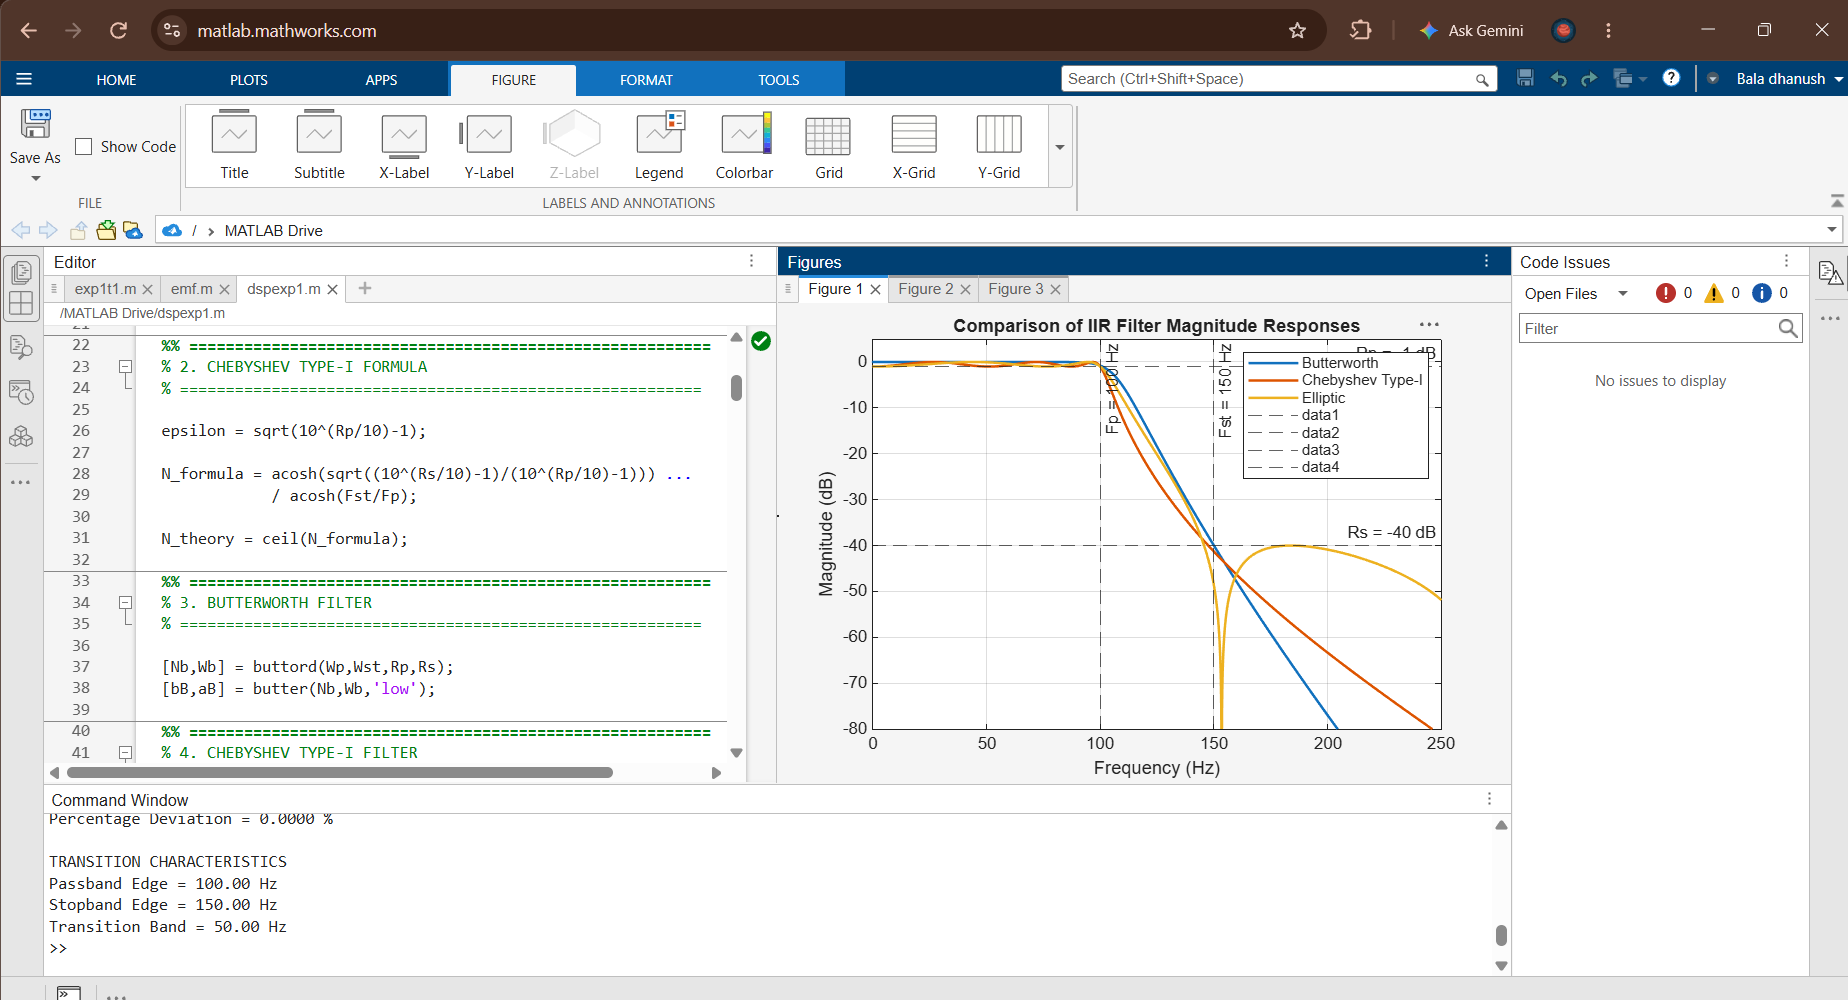 matlab.mathworks.com
Ask Gemini
HOME
PLOTS
APPS
FIGURE
FORMAT
TOOLS
Search (Ctrl+Shift+Space)
Bala dhanush
Save As
Show Code
Title
Subtitle
X-Label
Y-Label
Z-Label
Legend
Colorbar
Grid
X-Grid
Y-Grid
FILE
LABELS AND ANNOTATIONS
/ › MATLAB Drive
Editor
exp1t1.m
emf.m
dspexp1.m
/MATLAB Drive/dspexp1.m
21
22 %% =========================================================
23 % 2. CHEBYSHEV TYPE-I FORMULA
24 % =========================================================
25
26 epsilon = sqrt(10^(Rp/10)-1);
27
28 N_formula = acosh(sqrt((10^(Rs/10)-1)/(10^(Rp/10)-1))) ...
29 / acosh(Fst/Fp);
30
31 N_theory = ceil(N_formula);
32
33 %% =========================================================
34 % 3. BUTTERWORTH FILTER
35 % =========================================================
36
37 [Nb,Wb] = buttord(Wp,Wst,Rp,Rs);
38 [bB,aB] = butter(Nb,Wb,'low');
39
40 %% =========================================================
41 % 4. CHEBYSHEV TYPE-I FILTER
Figures
Figure 1
Figure 2
Figure 3
Comparison of IIR Filter Magnitude Responses
Rp = -1 dB
Fp = 100 Hz
Fst = 150 Hz
Butterworth
Chebyshev Type-I
Elliptic
data1
data2
data3
data4
Rs = -40 dB
Magnitude (dB)
0
-10
-20
-30
-40
-50
-60
-70
-80
0 50 100 150 200 250
Frequency (Hz)
Code Issues
Open Files
0 0 0
Filter
No issues to display
Command Window
Percentage Deviation = 0.0000 %
TRANSITION CHARACTERISTICS
Passband Edge = 100.00 Hz
Stopband Edge = 150.00 Hz
Transition Band = 50.00 Hz
>>